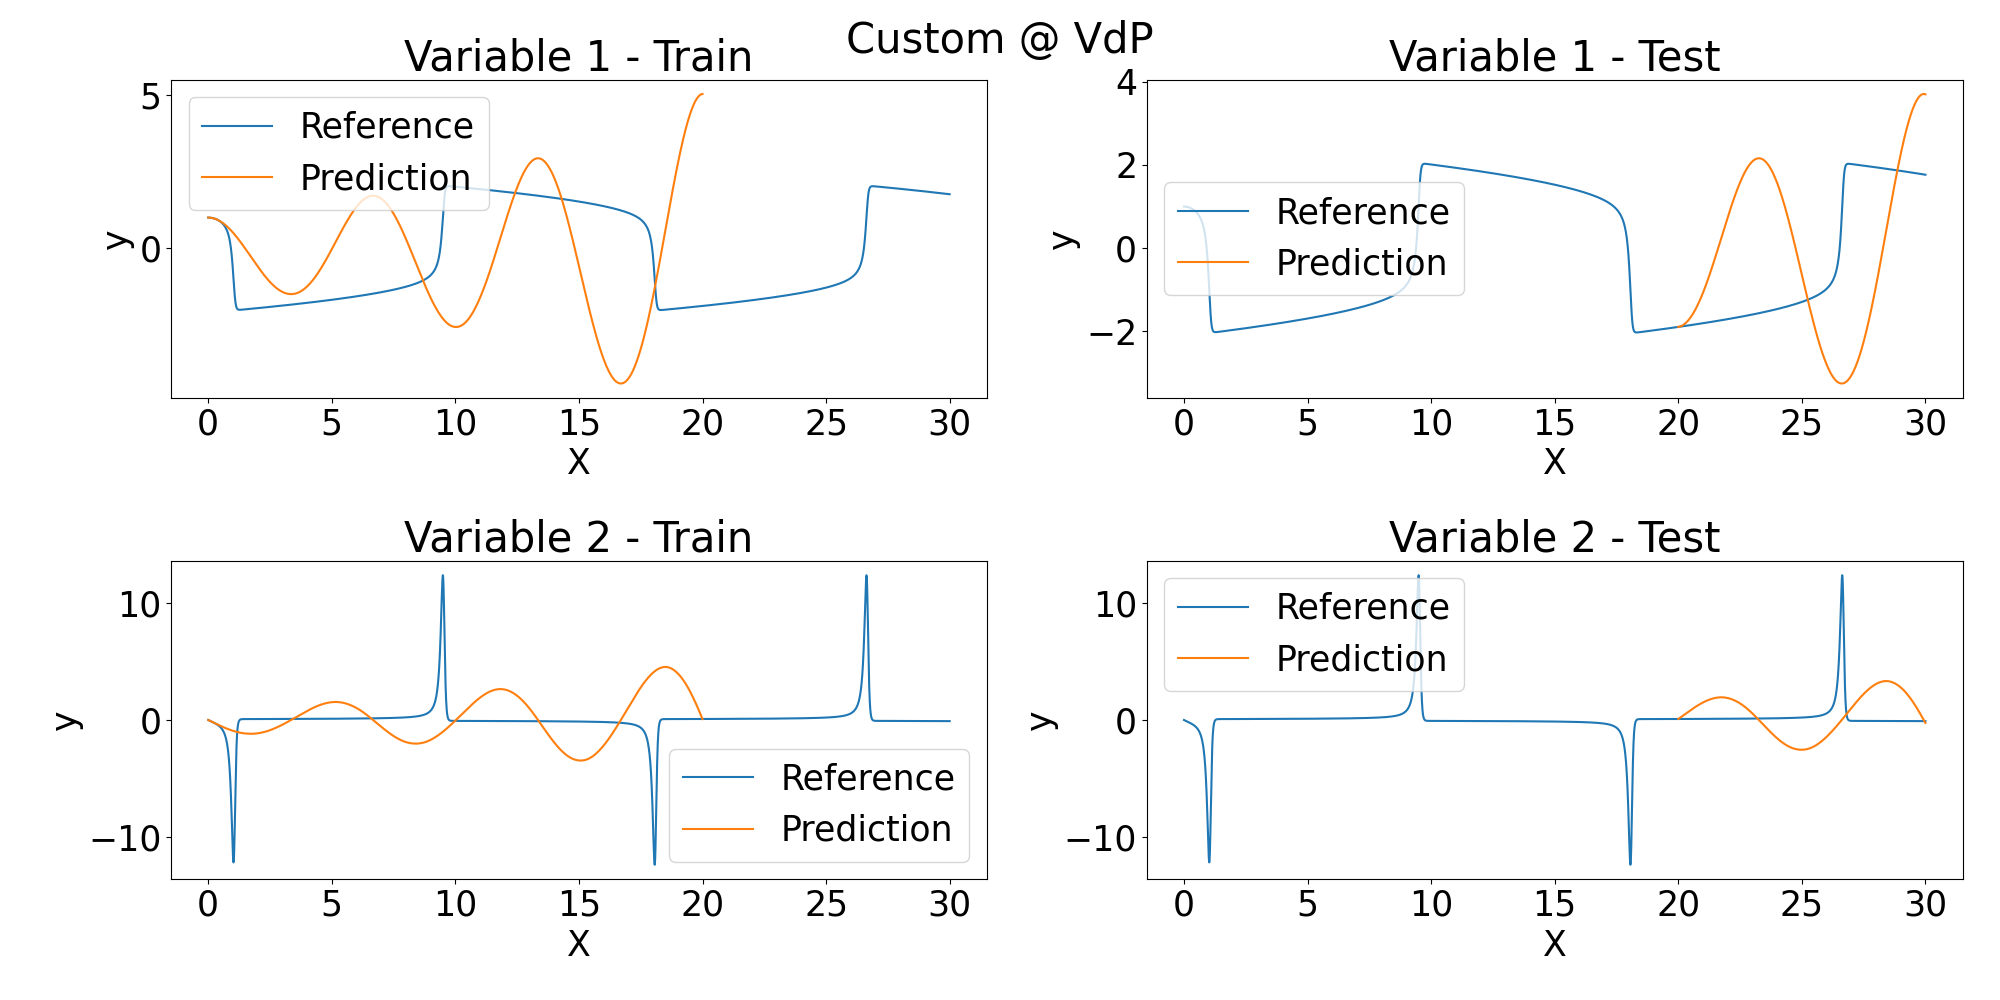 Custom @ VdP
Variable 1 - Train
5
0
y
Reference
Prediction
0 5 10 15 20 25 30
X
Variable 1 - Test
4
2
0
−2
y
Reference
Prediction
0 5 10 15 20 25 30
X
Variable 2 - Train
10
0
−10
y
Reference
Prediction
0 5 10 15 20 25 30
X
Variable 2 - Test
10
0
−10
y
Reference
Prediction
0 5 10 15 20 25 30
X